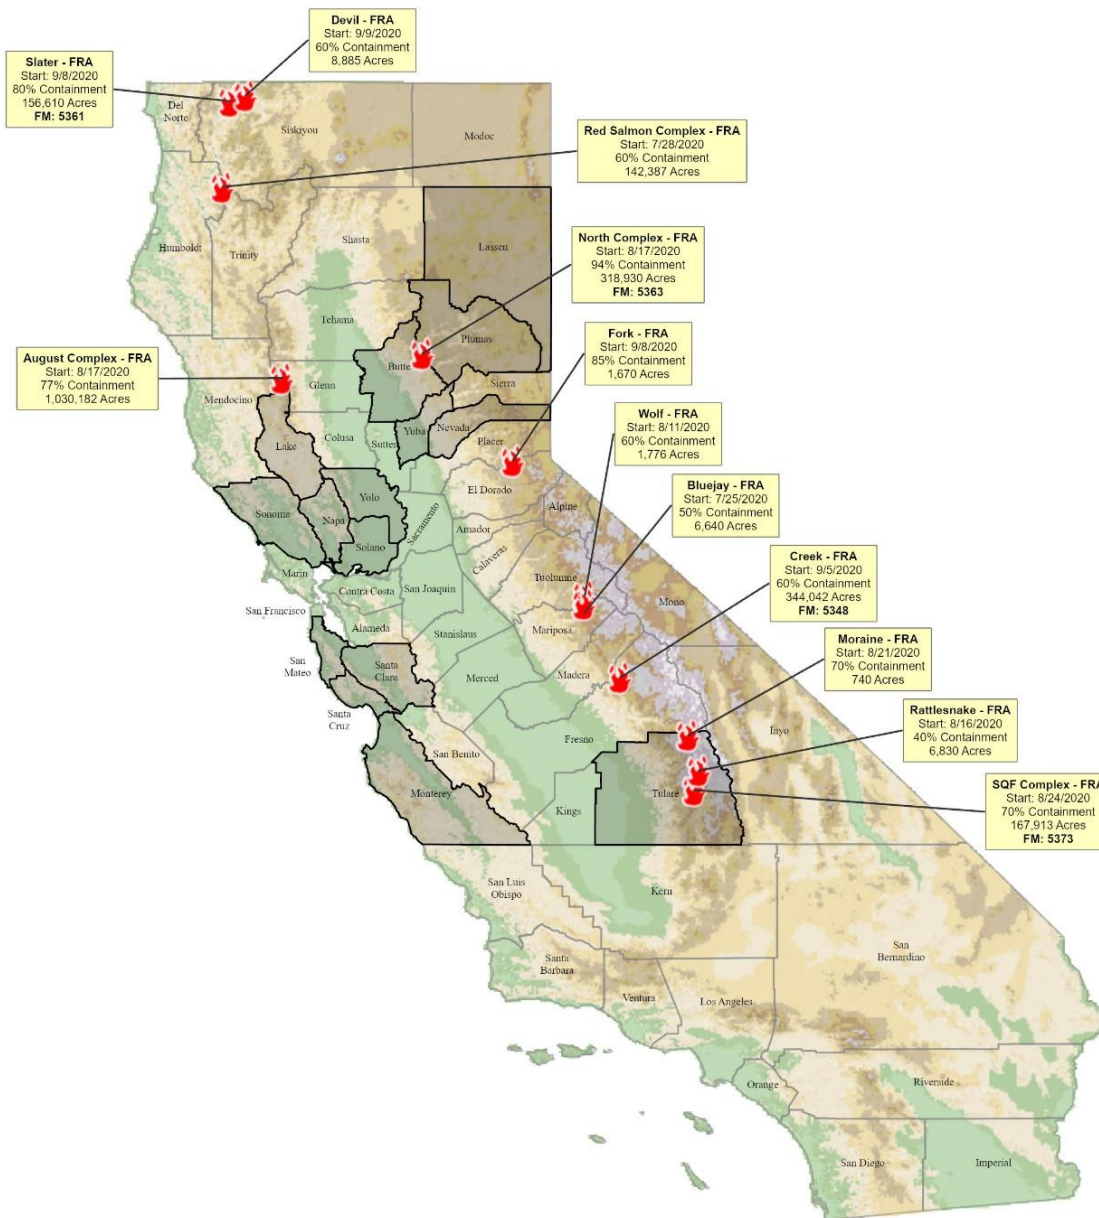 Devil - FRA
Start: 9/9/2020
60% Containment
8,885 Acres
Slater - FRA
Start: 9/8/2020
80% Containment
156,610 Acres
FM: 5361
Red Salmon Complex - FRA
Start: 7/28/2020
60% Containment
142,387 Acres
North Complex - FRA
Start: 8/17/2020
94% Containment
318,930 Acres
FM: 5363
Fork - FRA
Start: 9/8/2020
85% Containment
1,670 Acres
August Complex - FRA
Start: 8/17/2020
77% Containment
1,030,182 Acres
Wolf - FRA
Start: 8/11/2020
60% Containment
1,776 Acres
Bluejay - FRA
Start: 7/25/2020
50% Containment
6,640 Acres
Creek - FRA
Start: 9/5/2020
60% Containment
344,042 Acres
FM: 5348
Moraine - FRA
Start: 8/21/2020
70% Containment
740 Acres
Rattlesnake - FRA
Start: 8/16/2020
40% Containment
6,830 Acres
SQF Complex - FRA
Start: 8/24/2020
70% Containment
167,913 Acres
FM: 5373
Del
Norte
Siskiyou
Modoc
Humboldt
Trinity
Shasta
Lassen
Tehama
Plumas
Butte
Glenn
Mendocino
Sierra
Nevada
Yuba
Placer
Colusa
Sutter
Lake
El Dorado
Yolo
Alpine
Sonoma
Napa
Sacramento
Amador
Solano
Calaveras
Marin
Tuolumne
Contra Costa
San Joaquin
Mono
San Francisco
Alameda
Stanislaus
Mariposa
San
Mateo
Santa
Clara
Merced
Madera
Santa
Cruz
San Benito
Fresno
Inyo
Monterey
Kings
Tulare
San Luis
Obispo
Kern
San
Bernardino
Santa
Barbara
Ventura
Los Angeles
Orange
Riverside
San Diego
Imperial